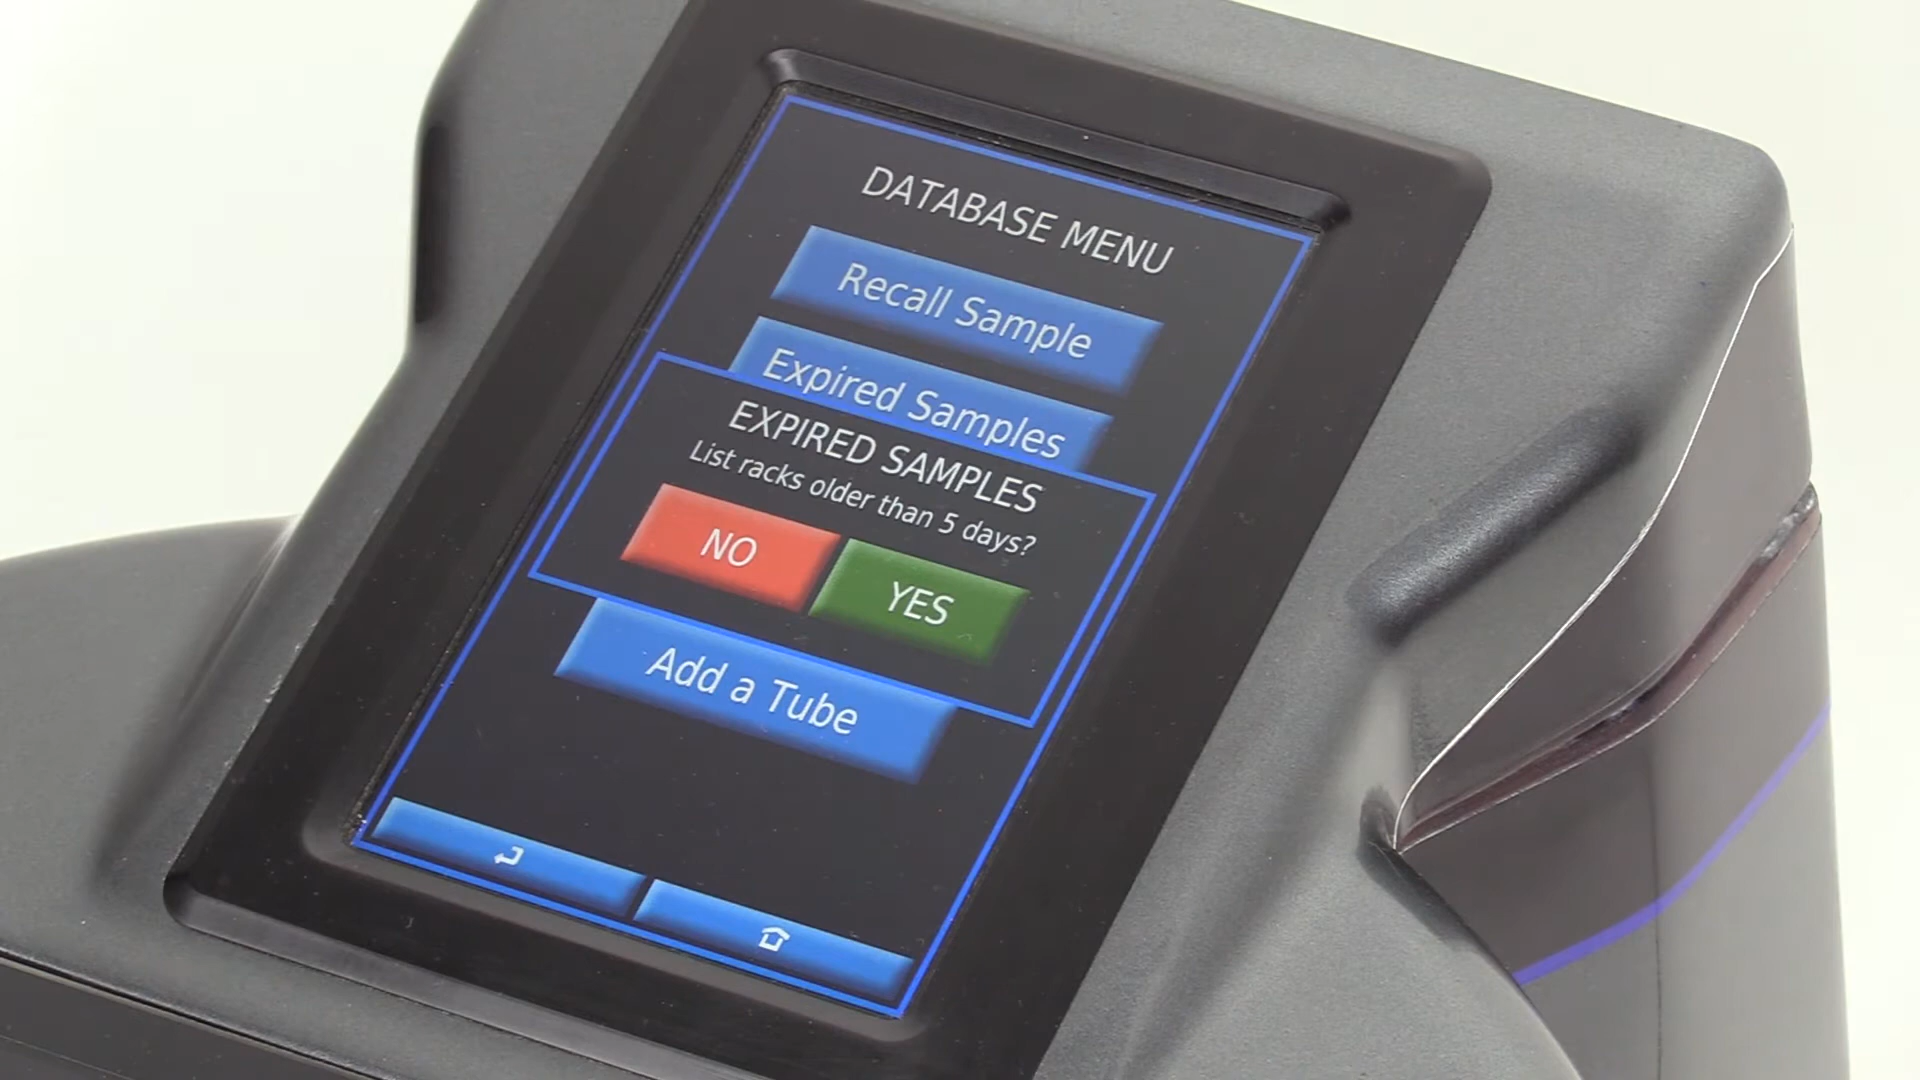 DATABASE MENU
Recall Sample
Expired Samples
EXPIRED SAMPLES
List racks older than 5 days?
NO
YES
Add a Tube